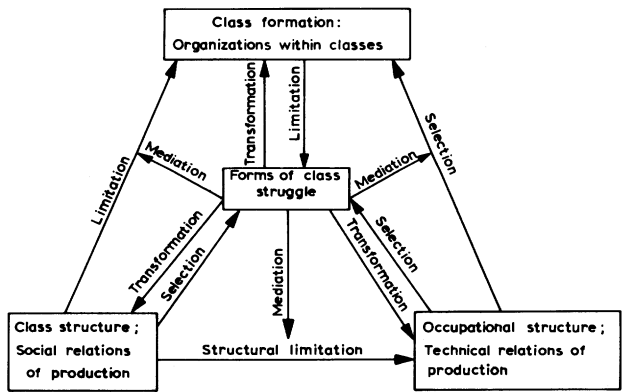 Class formation:
Organizations within classes
Transformation
Limitation
Selection
Limitation
Mediation
Forms of class
struggle
Mediation
Transformation
Selection
Mediation
Selection
Transformation
Class structure;
Social relations
of production
Structural limitation
Occupational structure;
Technical relations of
production